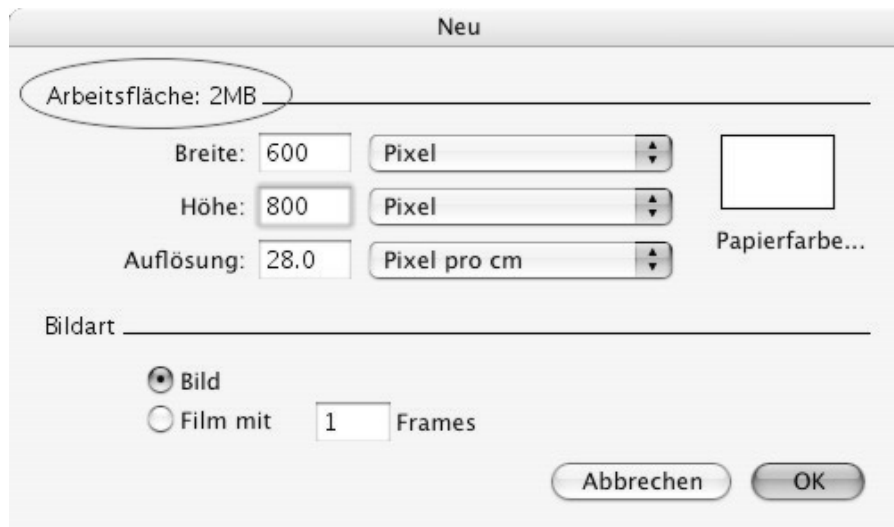 Neu
Arbeitsfläche: 2MB
Breite: 600 Pixel
Höhe: 800 Pixel
Auflösung: 28.0 Pixel pro cm
Papierfarbe...
Bildart
Bild
Film mit 1 Frames
Abbrechen OK